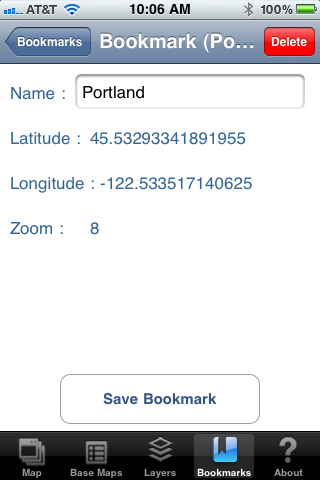 AT&T 10:06 AM 100%
Bookmarks Bookmark (Po... Delete
Name : Portland
Latitude : 45.53293341891955
Longitude : -122.533517140625
Zoom : 8
Save Bookmark
Map Base Maps Layers Bookmarks About